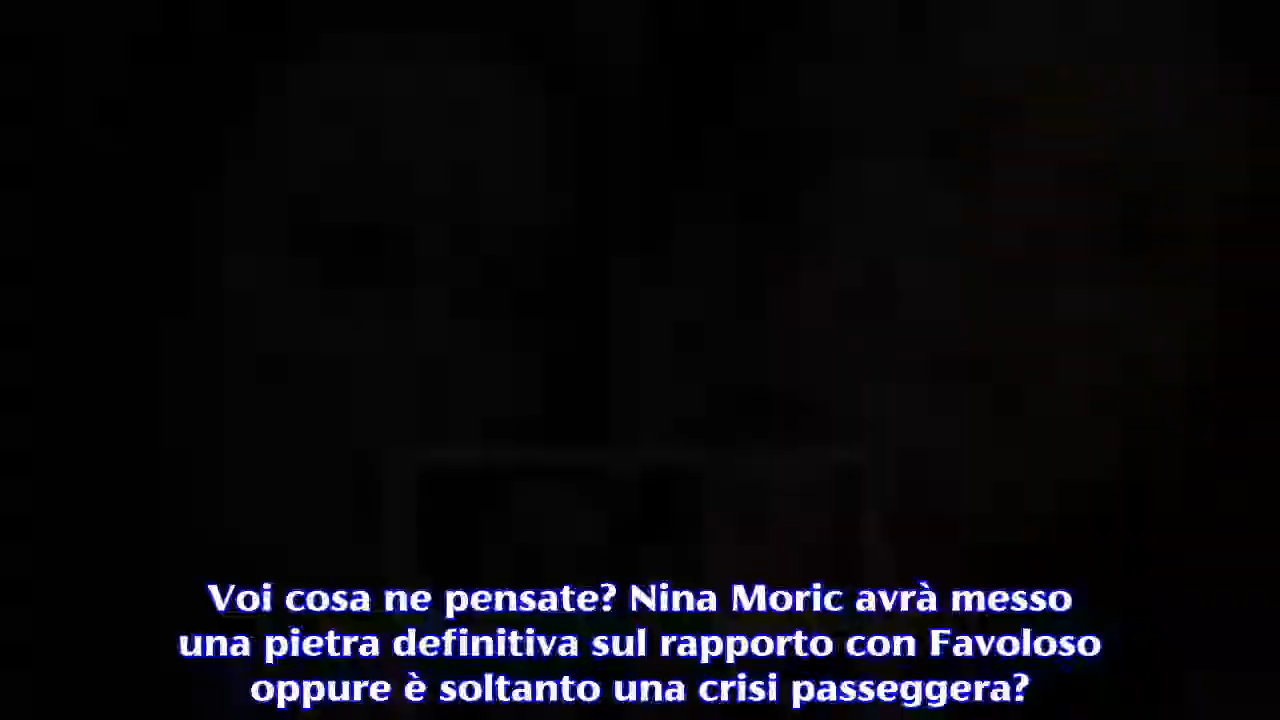 Voi cosa ne pensate? Nina Moric avrà messo
una pietra definitiva sul rapporto con Favoloso
oppure è soltanto una crisi passeggera?